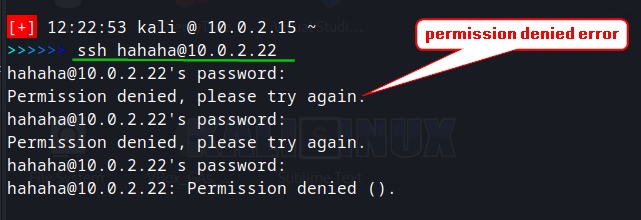 [+] 12:22:53 kali @ 10.0.2.15 ~
>>>>>> ssh hahaha@10.0.2.22
permission denied error
hahaha@10.0.2.22's password:
Permission denied, please try again.
hahaha@10.0.2.22's password:
Permission denied, please try again.
hahaha@10.0.2.22's password:
hahaha@10.0.2.22: Permission denied ().